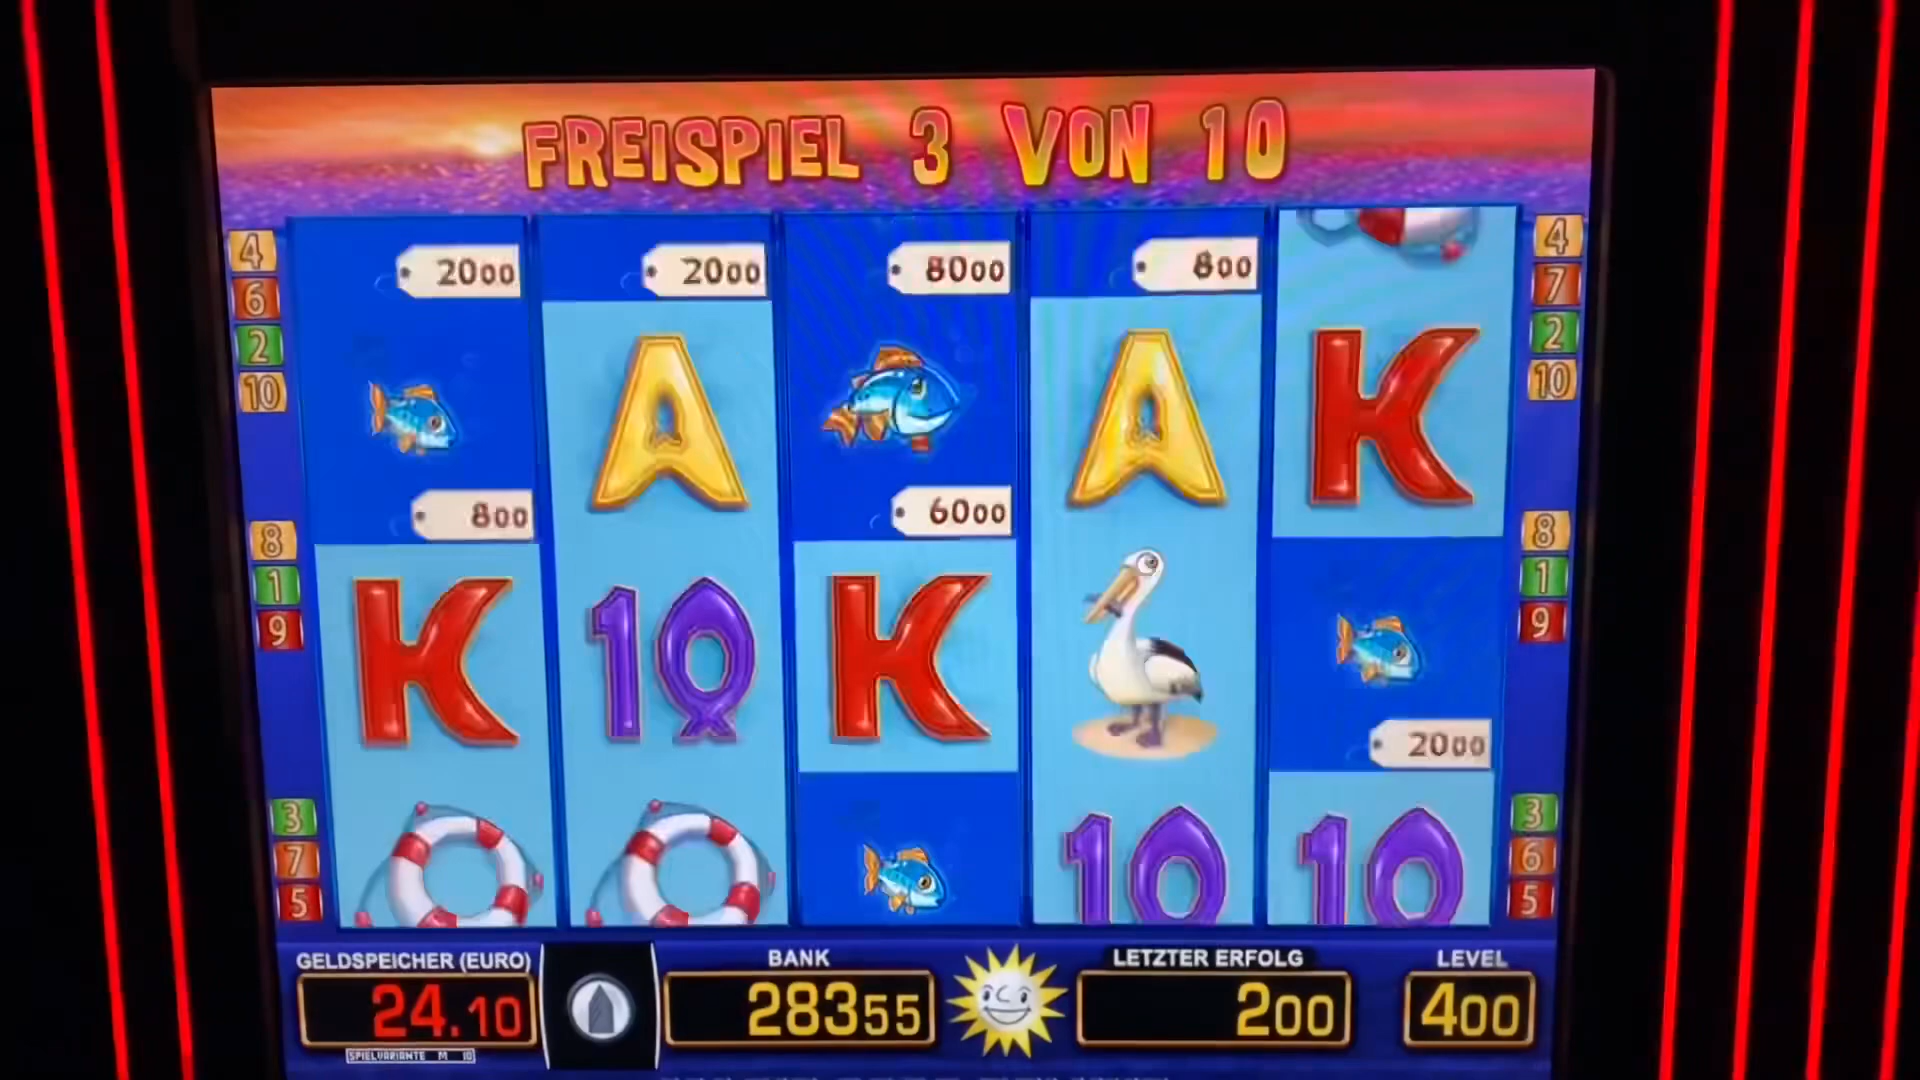 FREISPIEL 3 VON 10
4 2000 2000 8000 800 4
6 7
2 A A K 2
10 10
800 6000
8 8
1 K 10 K 1
9 9
2000
3 10 10 3
7 6
5 5
GELDSPEICHER (EURO) BANK LETZTER ERFOLG LEVEL
24.10 28355 200 400
SPIELVARIANTE M 10